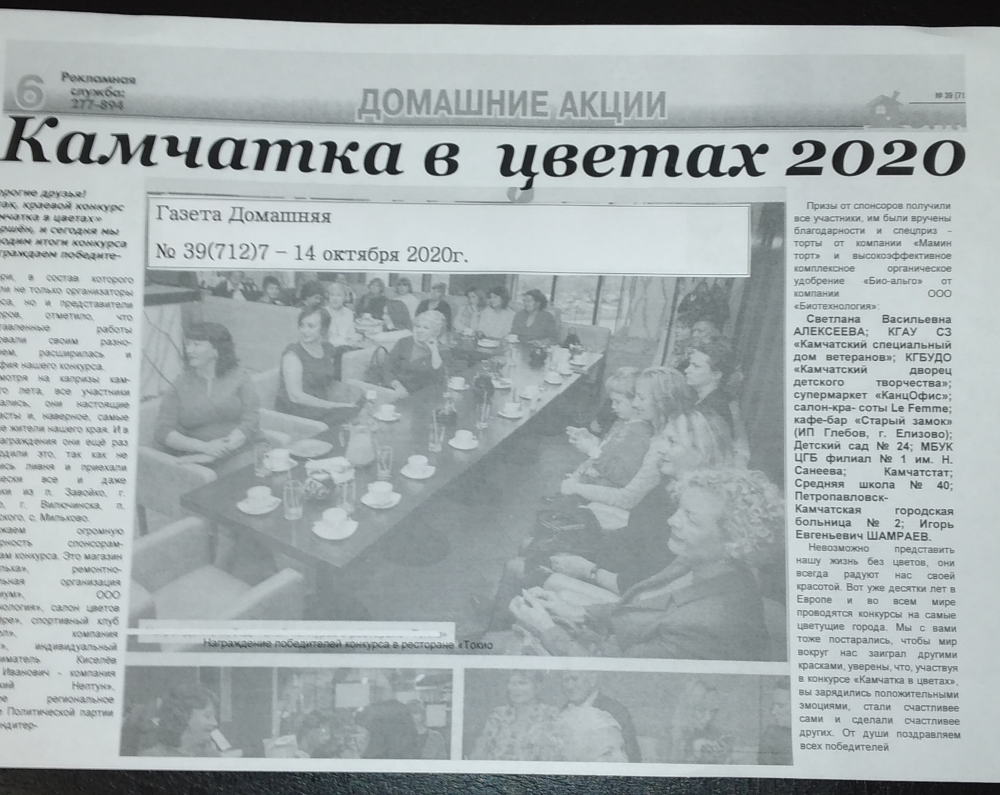 6
Рекламная
служба:
277-894
ДОМАШНИЕ АКЦИИ
№ 39 (71
Камчатка в цветах 2020
орогие друзья!
так, краевой конкурс
мчатка в цветах»
ршён, и сегодня мы
водим итоги конкурса
граждаем победите-
ри, в состав которого
ли не только организаторы
рса, но и представители
ров, отметило, что
тавленные работы
овали своим разно-
ем, расширилась и
фия нашего конкурса.
мотря на капризы кам-
го лета, все участники
ались, они настоящие
асты и, наверное, самые
е жители нашего края. И в
аграждения они ещё раз
рдили это, так как не
ись ливня и приехали
чески все и даже
ки из п. Завойко, г.
о, г. Вилючинска, п.
ского, с. Мильково.
жаем огромную
рность спонсорам-
ам конкурса. Это магазин
ремонтно-
льная организация
ООО
нология», салон цветов
спортивный клуб
компания
индивидуальный
иматель Киселёв
Иванович - компания
кий Нептун»,
ое региональное
е Политической партии
ндитер-
Газета Домашняя
№ 39(712)7 – 14 октября 2020г.
Награждение победителей конкурса в ресторане «Токио
Призы от спонсоров получили
все участники, им были вручены
благодарности и спецприз -
торты от компании «Мамин
торт» и высокоэффективное
комплексное органическое
удобрение «Био-альго» от
компании ООО
«Биотехнология»:
Светлана Васильевна
АЛЕКСЕЕВА; КГАУ СЗ
«Камчатский специальный
дом ветеранов»; КГБУДО
«Камчатский дворец
детского творчества»;
супермаркет «КанцОфис»;
салон-кра- соты Le Femme;
кафе-бар «Старый замок»
(ИП Глебов, г. Елизово);
Детский сад № 24; МБУК
ЦГБ филиал № 1 им. Н.
Санеева; Камчатстат;
Средняя школа № 40;
Петропавловск-
Камчатская городская
больница № 2; Игорь
Евгеньевич ШАМРАЕВ.
Невозможно представить
нашу жизнь без цветов, они
всегда радуют нас своей
красотой. Вот уже десятки лет в
Европе и во всем мире
проводятся конкурсы на самые
цветущие города. Мы с вами
тоже постарались, чтобы мир
вокруг нас заиграл другими
красками, уверены, что, участвуя
в конкурсе «Камчатка в цветах»,
вы зарядились положительными
эмоциями, стали счастливее
сами и сделали счастливее
других. От души поздравляем
всех победителей